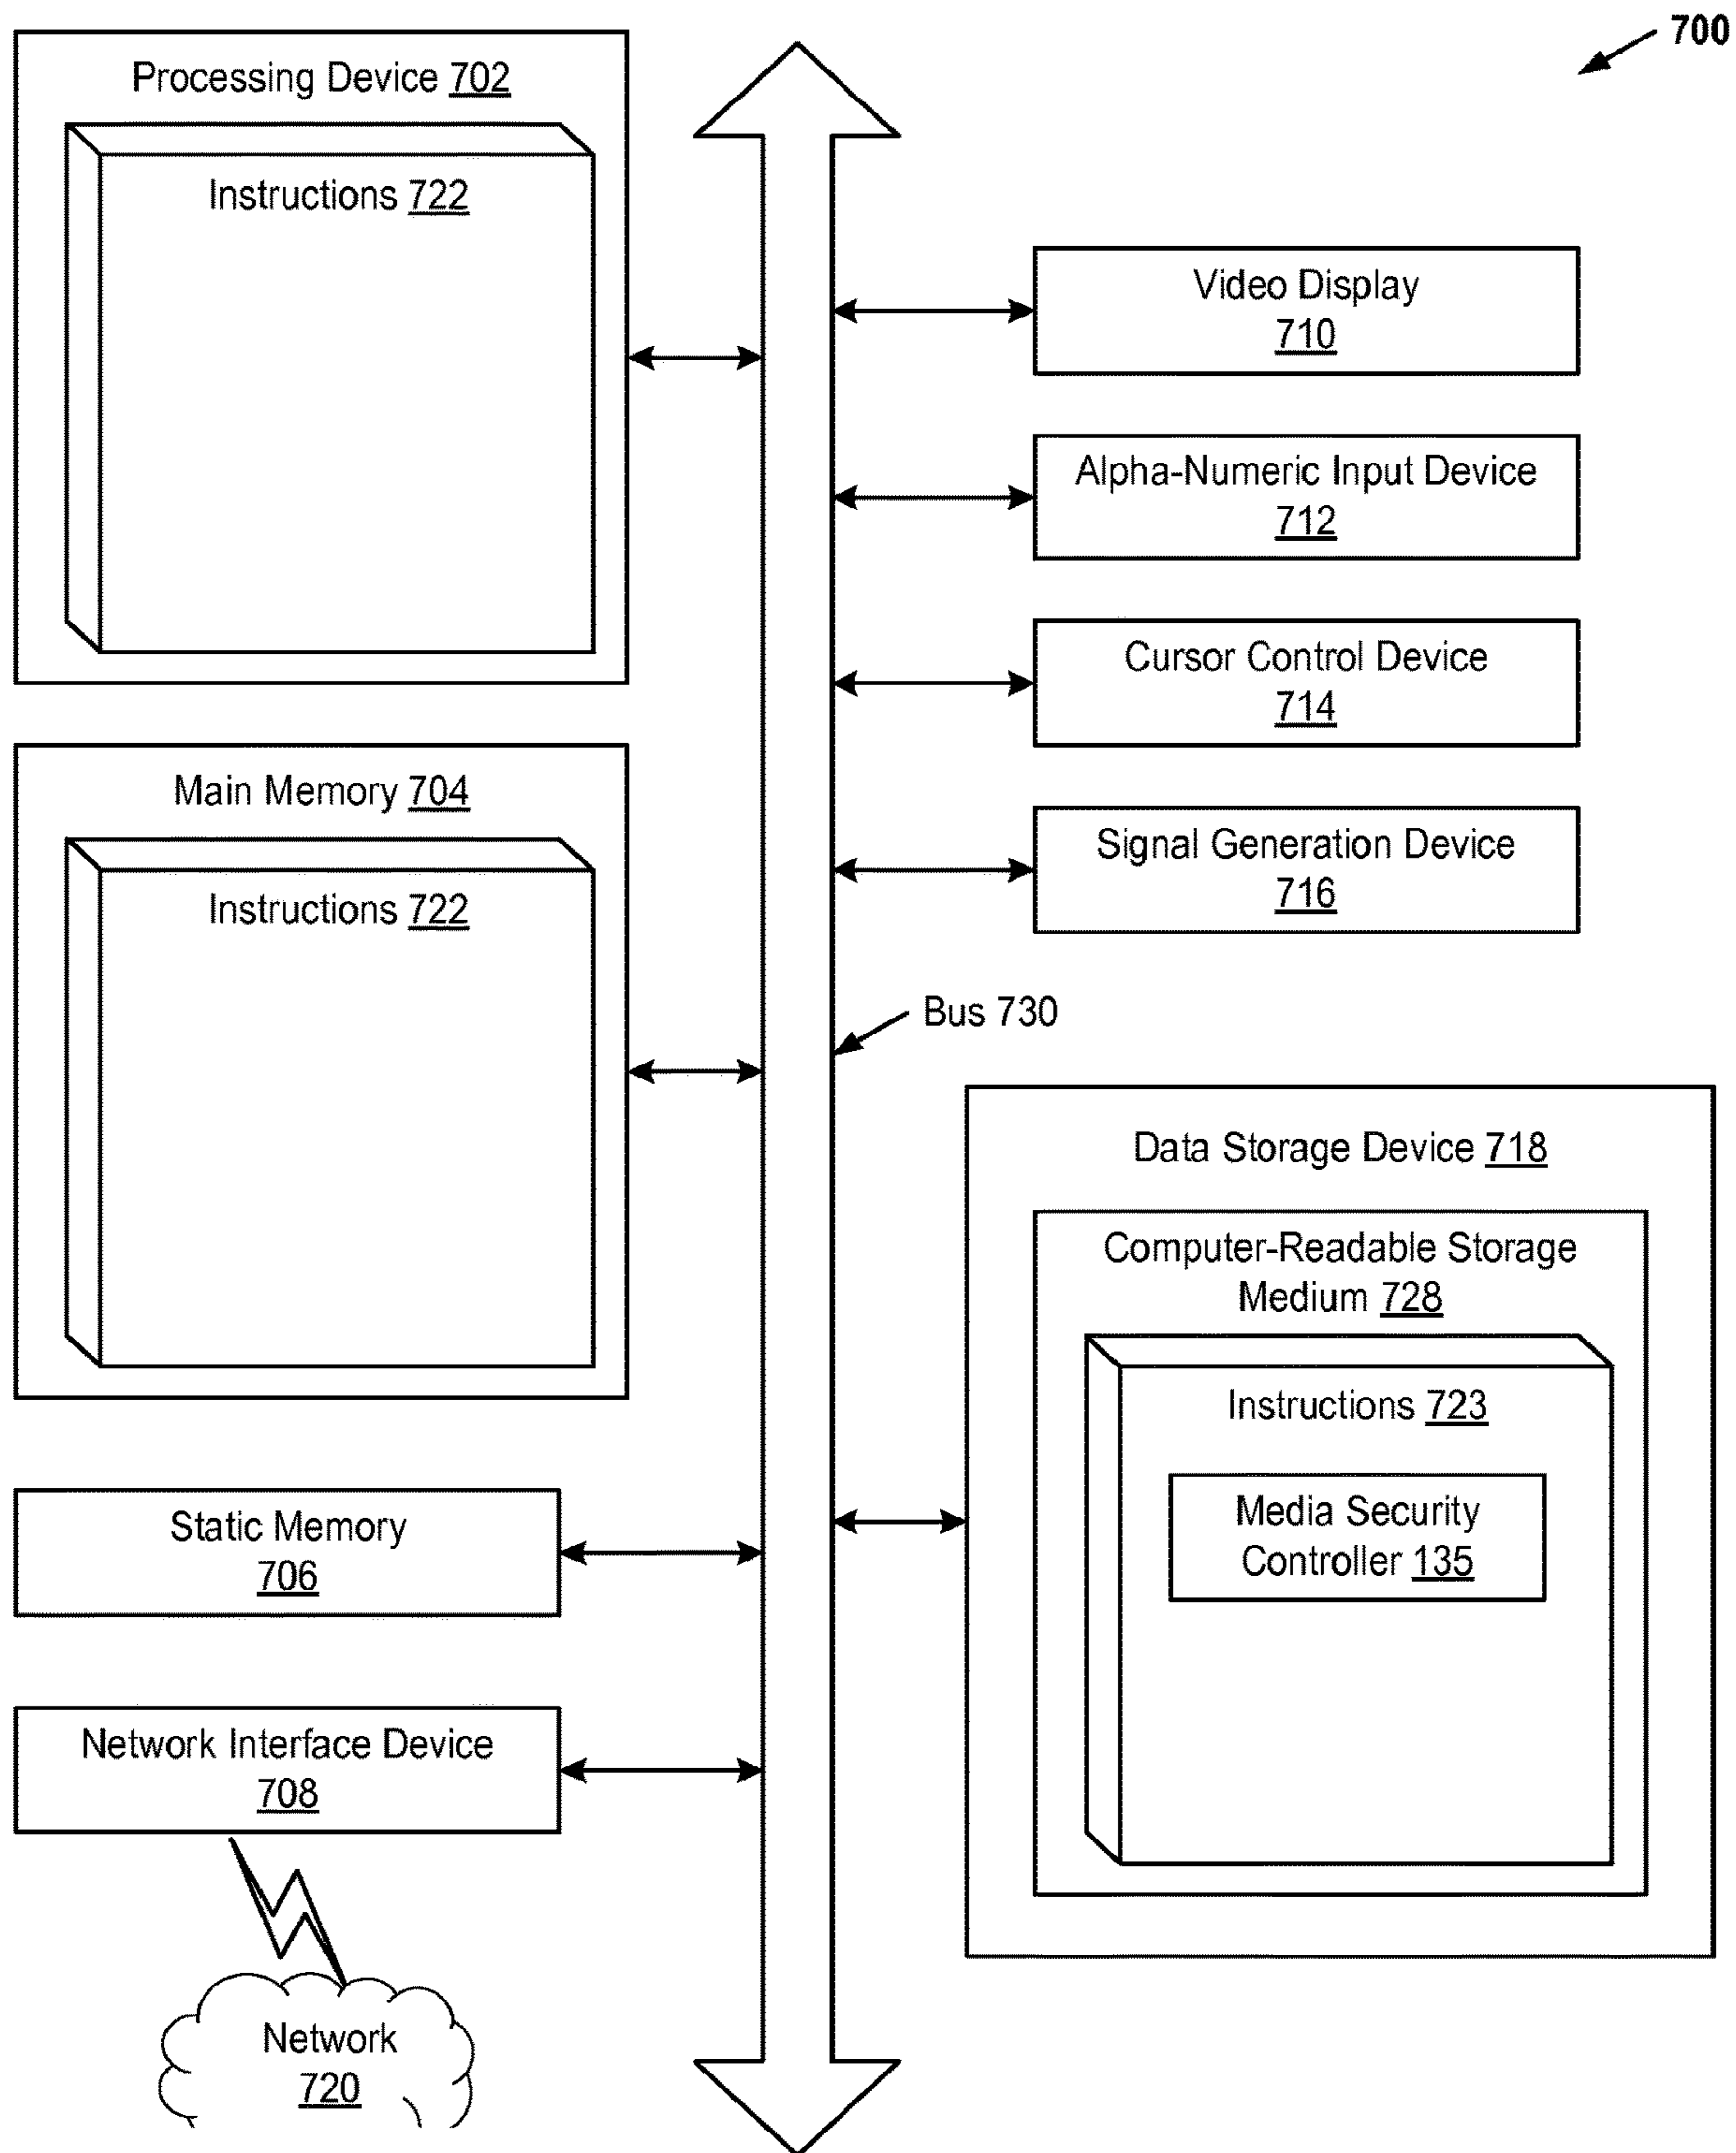 700
Processing Device 702
Instructions 722
Video Display
710
Alpha-Numeric Input Device
712
Cursor Control Device
714
Main Memory 704
Instructions 722
Signal Generation Device
716
Bus 730
Data Storage Device 718
Computer-Readable Storage
Medium 728
Instructions 723
Media Security
Controller 135
Static Memory
706
Network Interface Device
708
Network
720